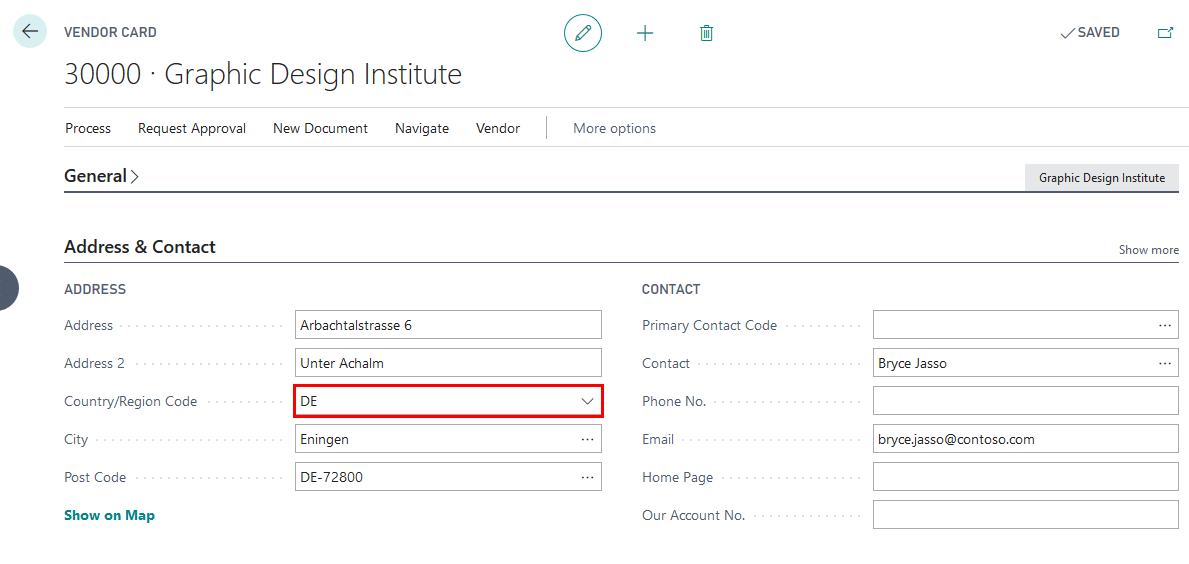 VENDOR CARD
SAVED
30000 · Graphic Design Institute
Process Request Approval New Document Navigate Vendor More options
General
Graphic Design Institute
Address & Contact
Show more
ADDRESS
Address Arbachtalstrasse 6
Address 2 Unter Achalm
Country/Region Code DE
City Eningen
Post Code DE-72800
Show on Map
CONTACT
Primary Contact Code
Contact Bryce Jasso
Phone No.
Email bryce.jasso@contoso.com
Home Page
Our Account No.